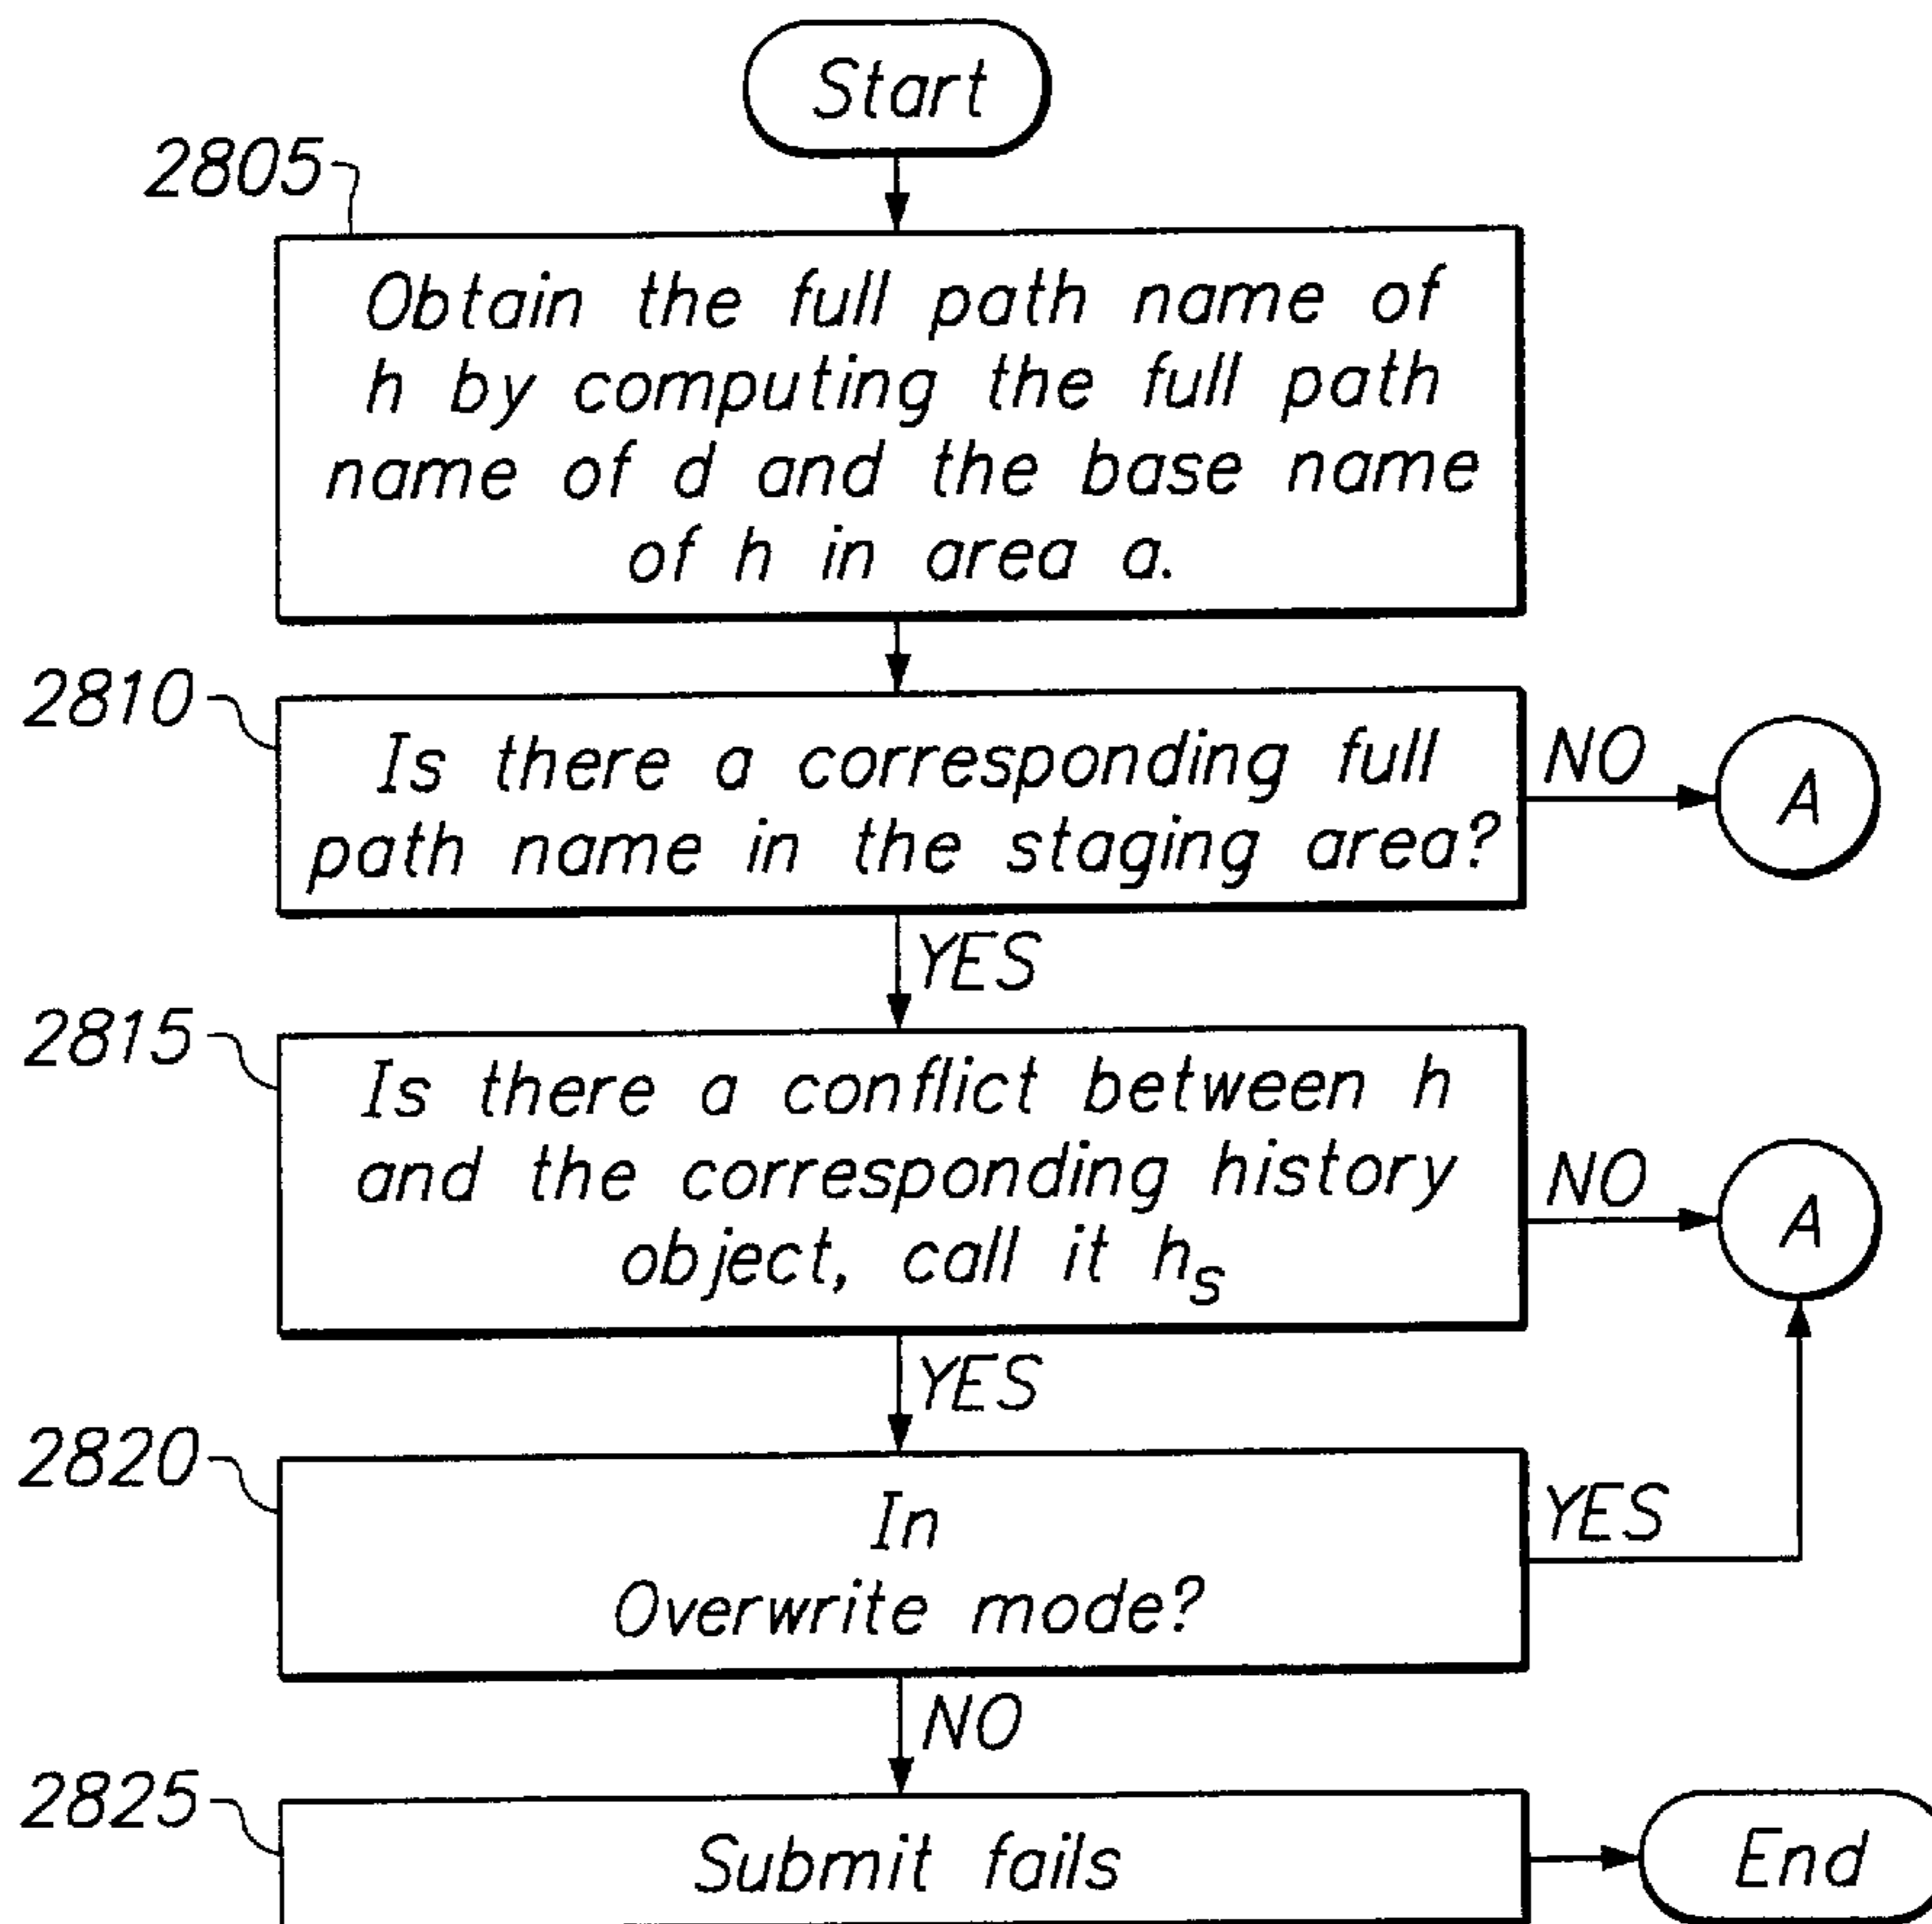 Start
2805
Obtain the full path name of
h by computing the full path
name of d and the base name
of h in area a.
2810
Is there a corresponding full
path name in the staging area?
NO
A
YES
2815
Is there a conflict between h
and the corresponding history
object, call it hs
NO
A
YES
2820
In
Overwrite mode?
YES
NO
2825
Submit fails
End